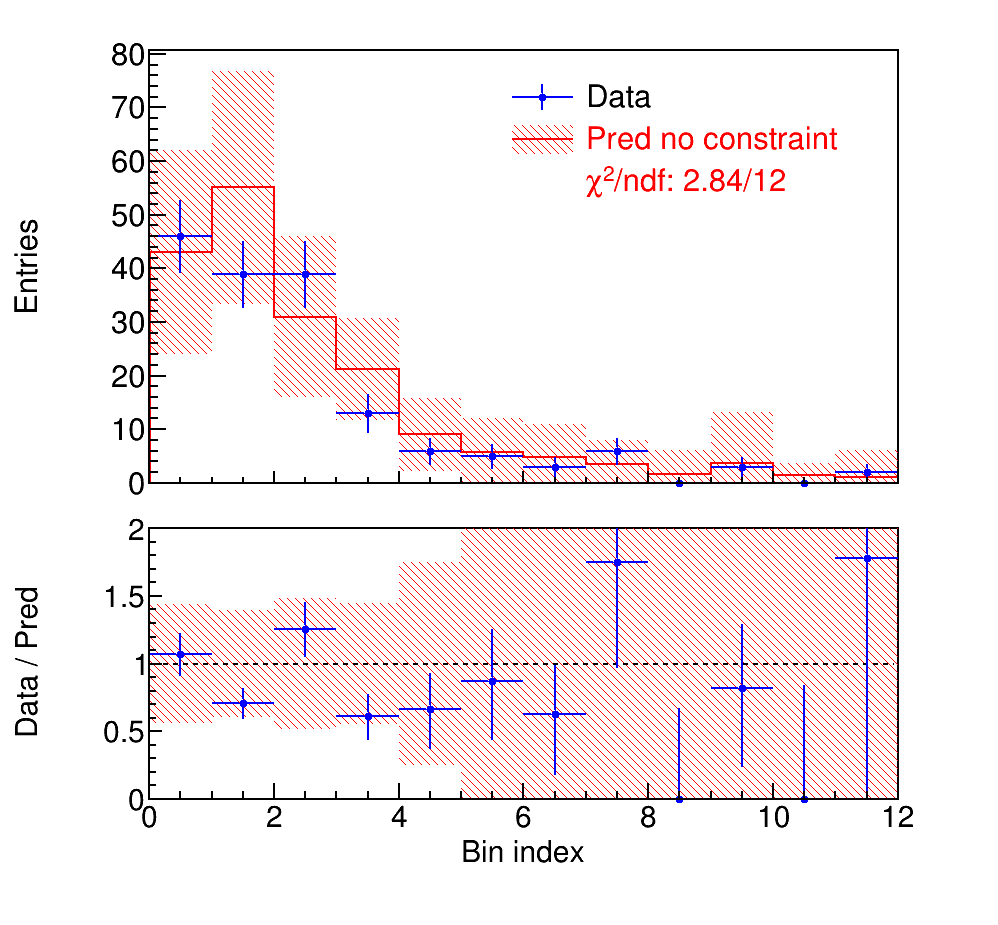 Entries
80
70
60
50
40
30
20
10
0
Data
Pred no constraint
χ²/ndf: 2.84/12
Data / Pred
2
1.5
1
0.5
0
0 2 4 6 8 10 12
Bin index